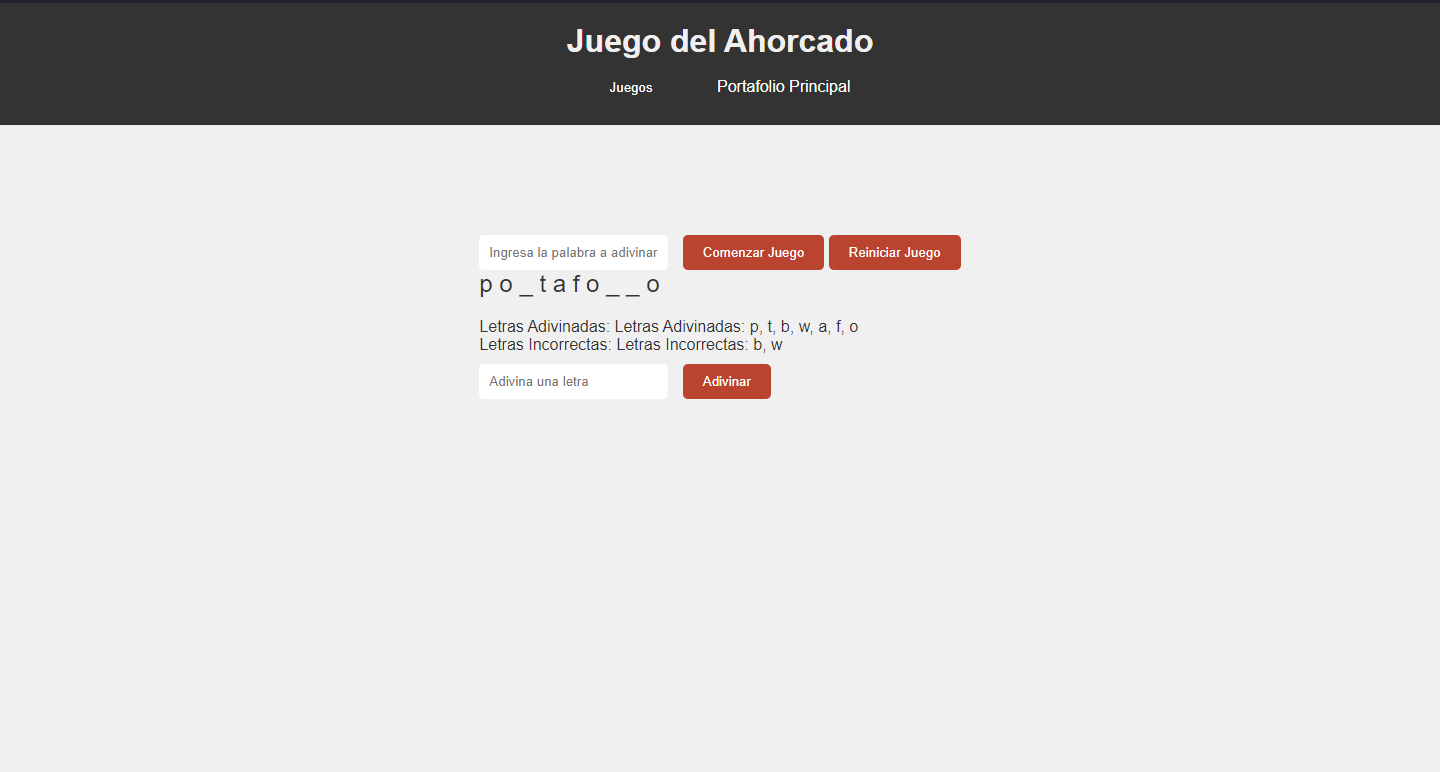 Juego del Ahorcado
Juegos Portafolio Principal
Ingresa la palabra a adivinar Comenzar Juego Reiniciar Juego
p o _ t a f o _ _ o
Letras Adivinadas: Letras Adivinadas: p, t, b, w, a, f, o
Letras Incorrectas: Letras Incorrectas: b, w
Adivina una letra Adivinar